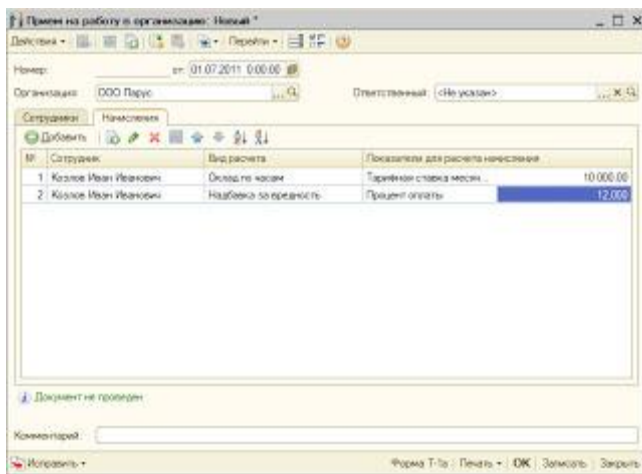 Прием на работу в организацию: Новый *
Действия Перейти
Номер: от: 01.07.2011 0:00:00
Организация: ООО Парус Ответственный: <Не указан>
Сотрудники Начисления
Добавить
№ Сотрудник Вид расчета Показатели для расчета начисления
1 Козлов Иван Иванович Оклад по часам Тарифная ставка месяч... 10 000,00
2 Козлов Иван Иванович Надбавка за вредность Процент оплаты 12,000
Документ не проведен
Комментарий:
Исправить Форма Т-1а Печать OK Записать Закрыть